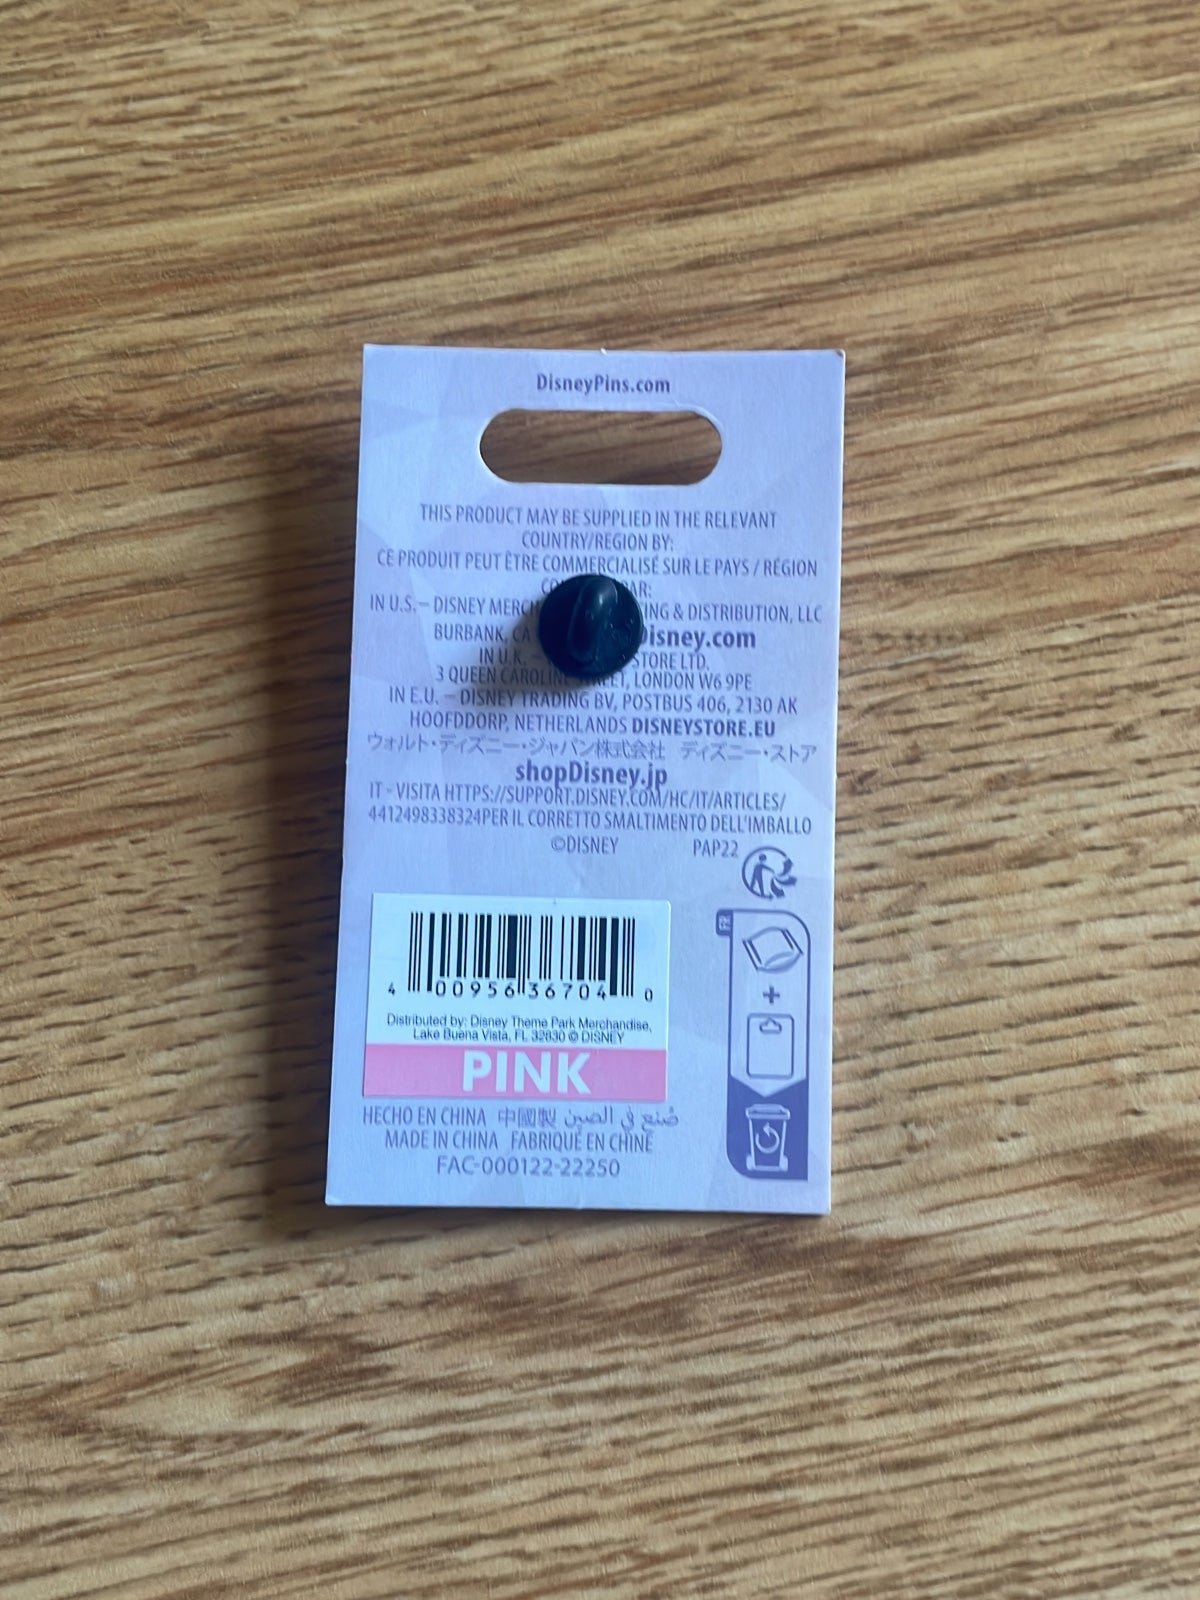 DisneyPins.com
THIS PRODUCT MAY BE SUPPLIED IN THE RELEVANT
COUNTRY/REGION BY:
CE PRODUIT PEUT ÊTRE COMMERCIALISÉ SUR LE PAYS / RÉGION
PAR:
IN U.S.– DISNEY & DISTRIBUTION, LLC
BURBANK, CA Disney.com
IN U.K. – STORE LTD.
3 QUEEN CAROLINE STREET, LONDON W6 9PE
IN E.U. – DISNEY TRADING BV, POSTBUS 406, 2130 AK
HOOFDDORP, NETHERLANDS DISNEYSTORE.EU
ウォルト・ディズニー・ジャパン株式会社 ディズニー・ストア
shopDisney.jp
IT - VISITA HTTPS://SUPPORT.DISNEY.COM/HC/IT/ARTICLES/
4412498338324PER IL CORRETTO SMALTIMENTO DELL'IMBALLO
©DISNEY PAP22
FR
+
4 00956 36704 0
Distributed by: Disney Theme Park Merchandise,
Lake Buena Vista, FL 32830 © DISNEY
PINK
HECHO EN CHINA 中國製 صُنع في الصين
MADE IN CHINA FABRIQUÉ EN CHINE
FAC-000122-22250